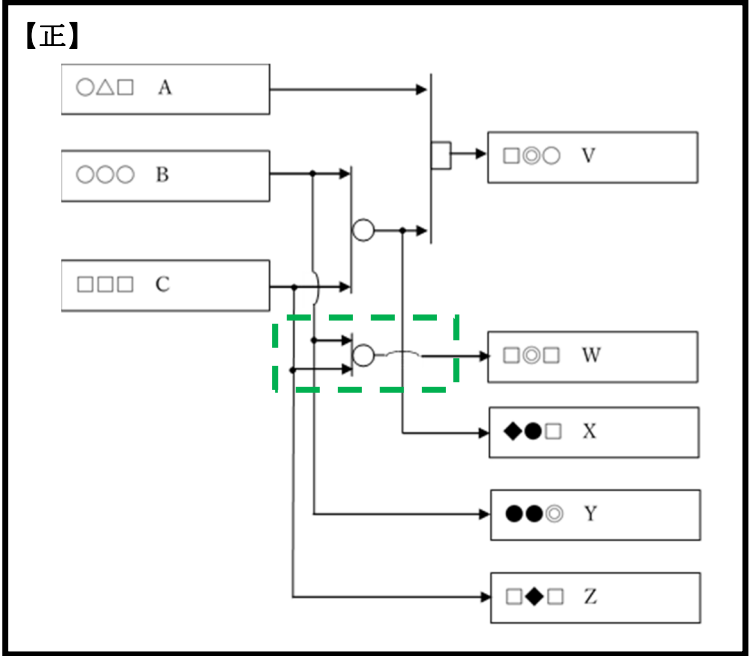 【正】
○△□ A
○○○ B
□□□ C
□◎○ V
□◎□ W
◆●□ X
●●◎ Y
□◆□ Z